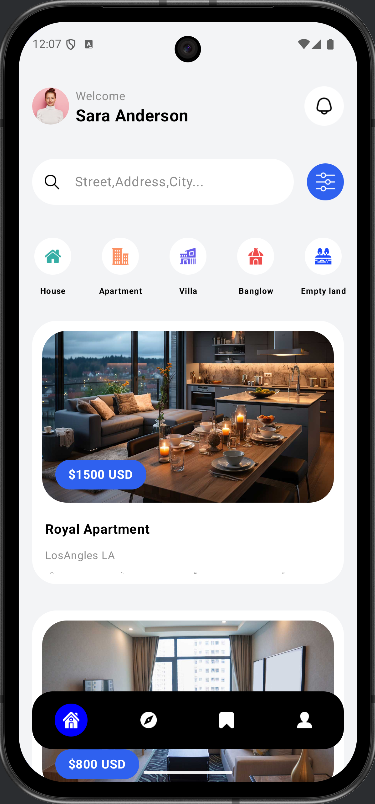 12:07
Welcome
Sara Anderson
Street,Address,City...
House Apartment Villa Banglow Empty land
$1500 USD
Royal Apartment
LosAngles LA
$800 USD